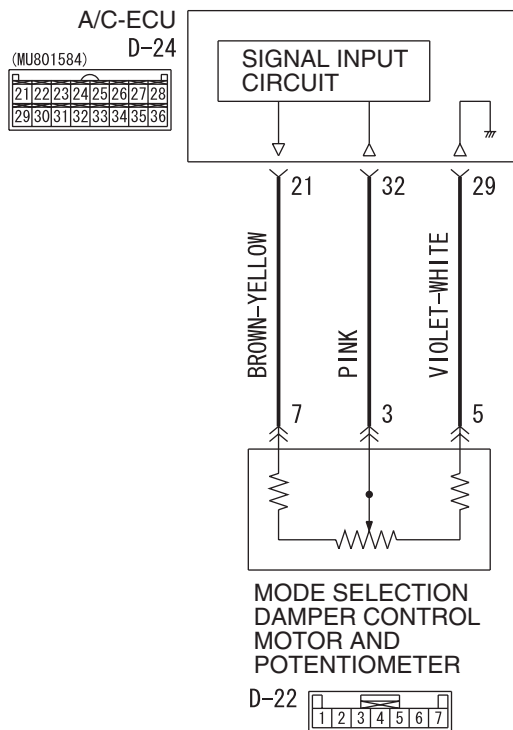 A/C-ECU
D-24
(MU801584)
21 22 23 24 25 26 27 28
29 30 31 32 33 34 35 36
SIGNAL INPUT
CIRCUIT
21 32 29
BROWN-YELLOW
PINK
VIOLET-WHITE
7 3 5
MODE SELECTION
DAMPER CONTROL
MOTOR AND
POTENTIOMETER
D-22
1 2 3 4 5 6 7